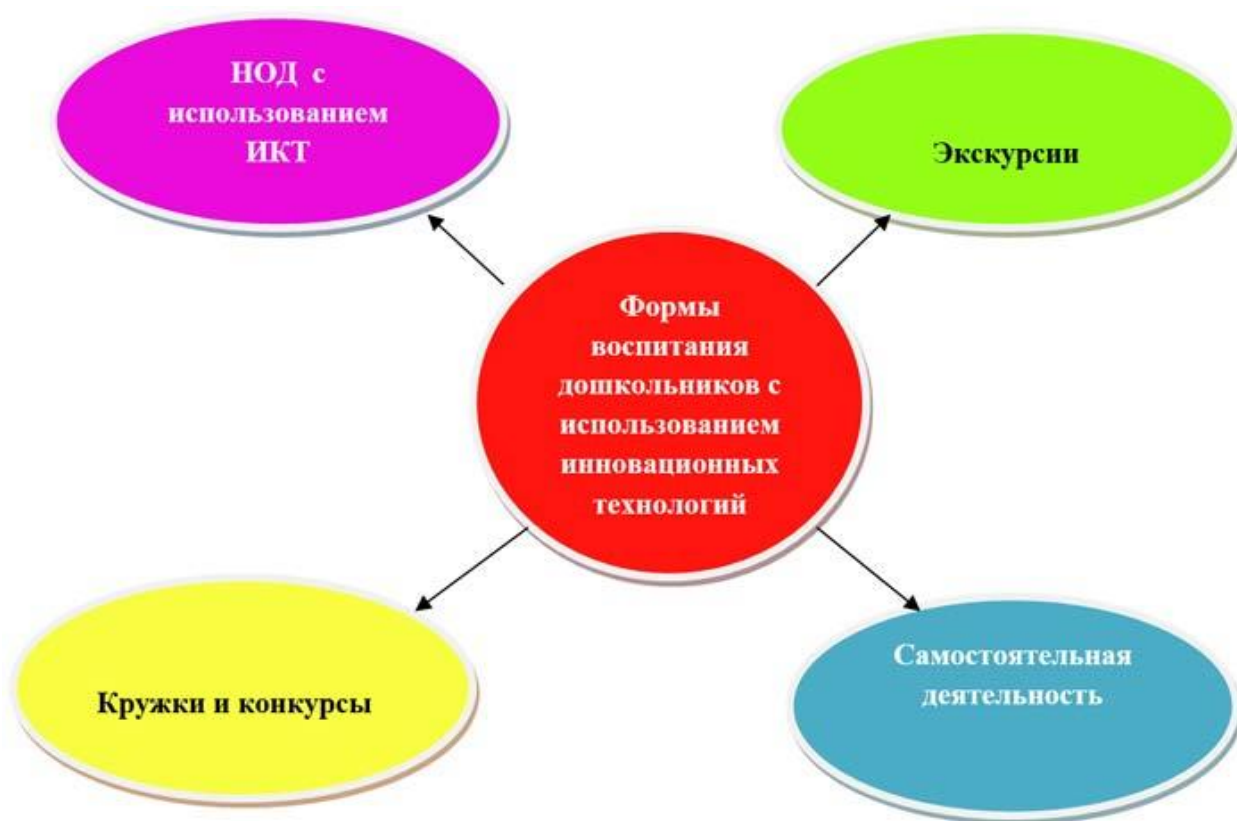 НОД с
использованием
ИКТ
Экскурсии
Формы
воспитания
дошкольников с
использованием
инновационных
технологий
Кружки и конкурсы
Самостоятельная
деятельность